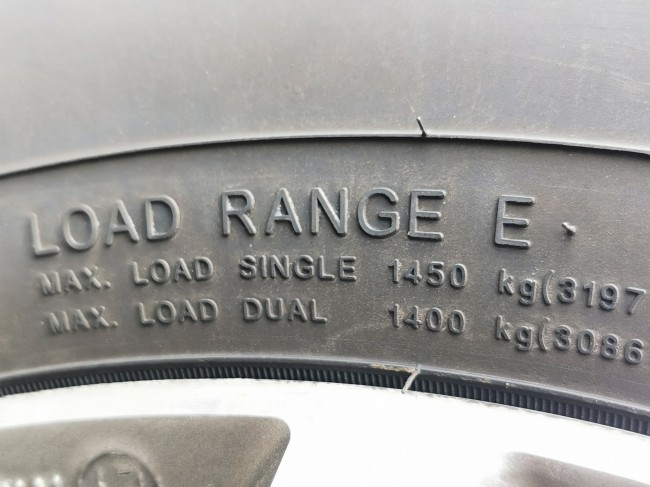 LOAD RANGE E
MAX. LOAD SINGLE 1450 kg(3197
MAX. LOAD DUAL 1400 kg(3086